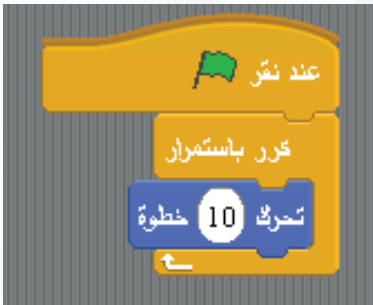 عند نقر
كرر باستمرار
تحرك 10 خطوة